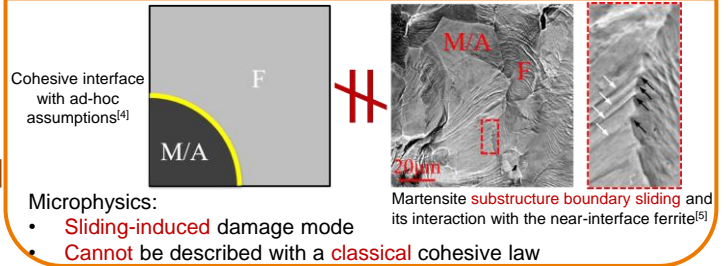 Cohesive interface
with ad-hoc
assumptions[4]
F
M/A
M/A
F
20μm
Martensite substructure boundary sliding and
its interaction with the near-interface ferrite[5]
Microphysics:
• Sliding-induced damage mode
• Cannot be described with a classical cohesive law